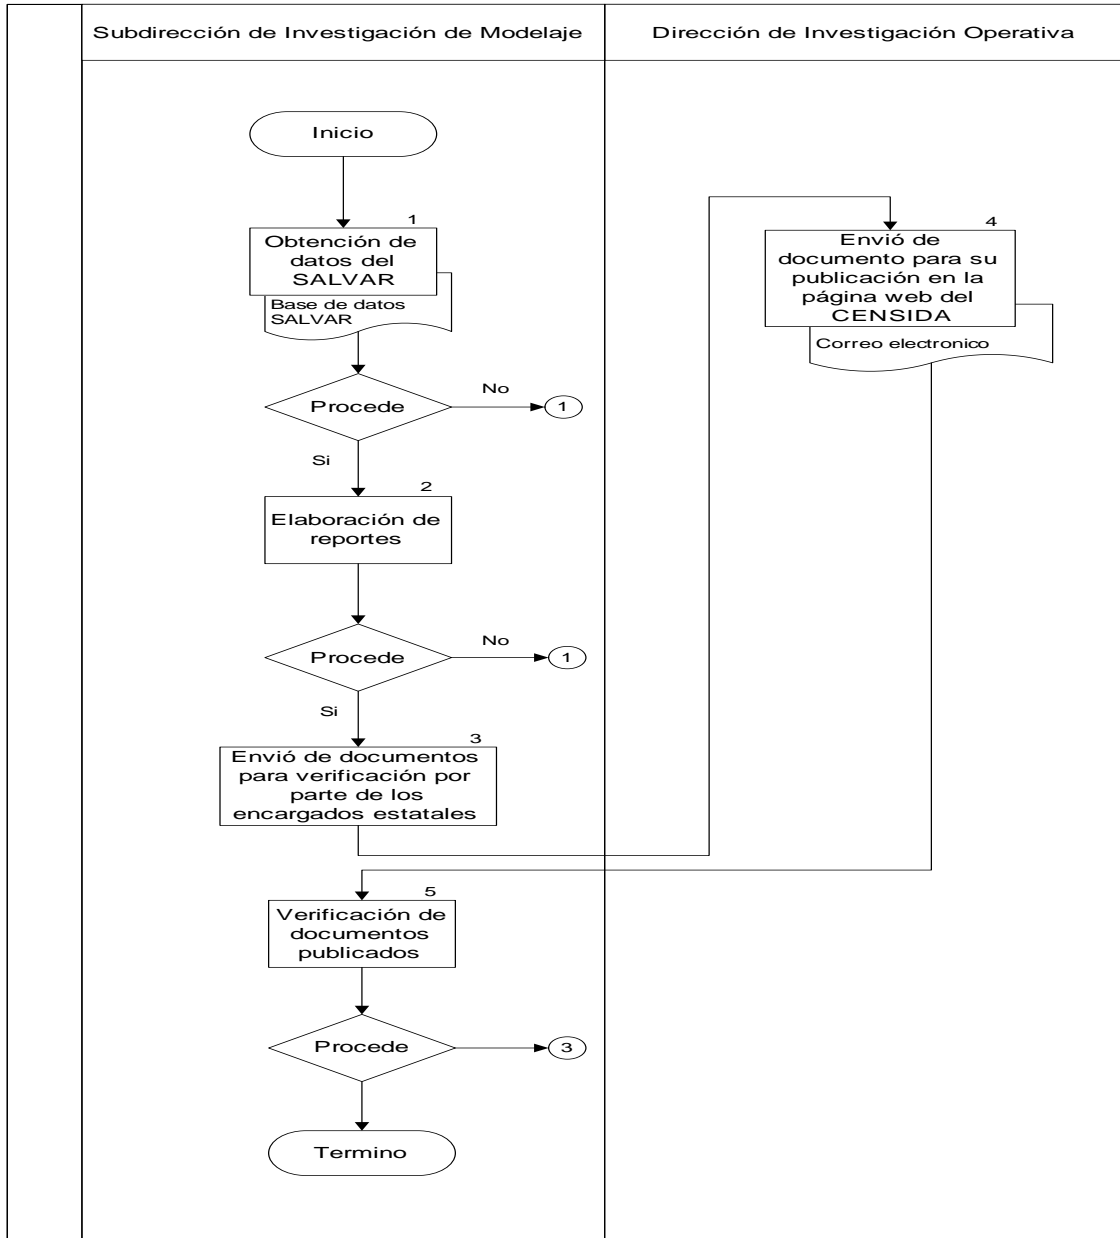 Subdirección de Investigación de Modelaje
Dirección de Investigación Operativa
Inicio
1
Obtención de
datos del
SALVAR
Base de datos
SALVAR
Procede
No
1
Si
2
Elaboración de
reportes
Procede
No
1
Si
3
Envió de documentos
para verificación por
parte de los
encargados estatales
4
Envió de
documento para su
publicación en la
página web del
CENSIDA
Correo electronico
5
Verificación de
documentos
publicados
Procede
3
Termino